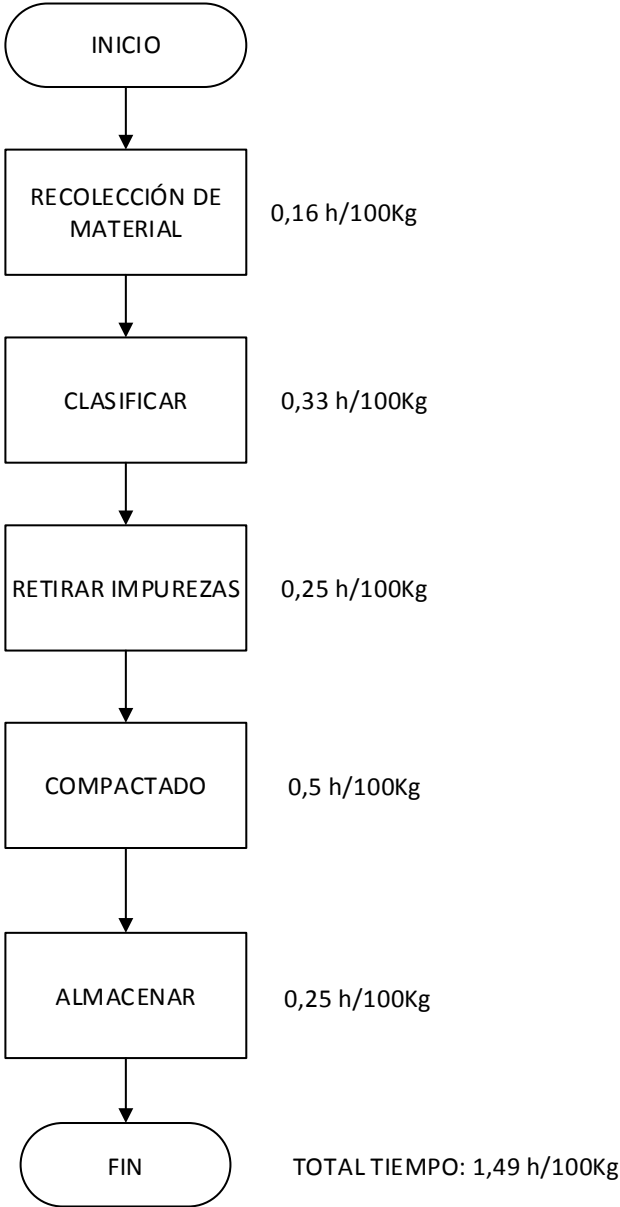 INICIO
RECOLECCIÓN DE
MATERIAL
0,16 h/100Kg
CLASIFICAR
0,33 h/100Kg
RETIRAR IMPUREZAS
0,25 h/100Kg
COMPACTADO
0,5 h/100Kg
ALMACENAR
0,25 h/100Kg
FIN
TOTAL TIEMPO: 1,49 h/100Kg